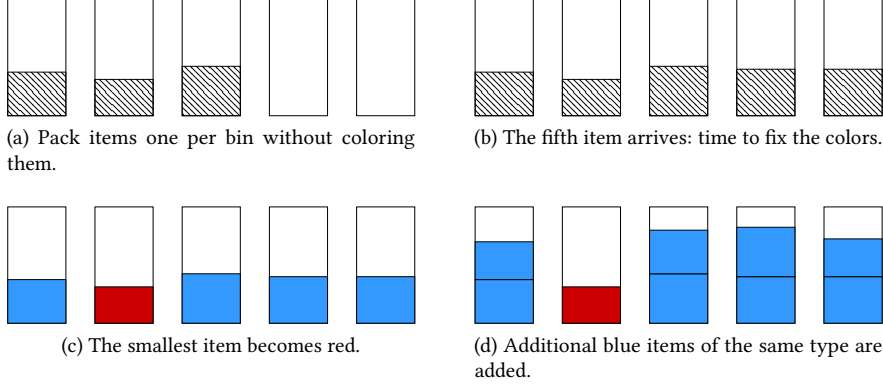 (a) Pack items one per bin without coloring
them.
(b) The fifth item arrives: time to fix the colors.
(c) The smallest item becomes red.
(d) Additional blue items of the same type are
added.